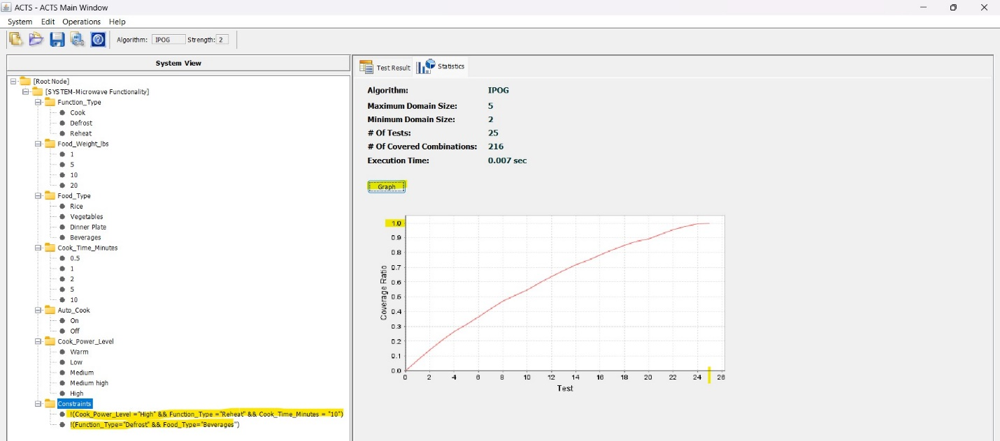 ACTS - ACTS Main Window
System Edit Operations Help
Algorithm: IPOG Strength: 2
System View
[Root Node]
[SYSTEM-Microwave Functionality]
Function_Type
Cook
Defrost
Reheat
Food_Weight_lbs
1
5
10
20
Food_Type
Rice
Vegetables
Dinner Plate
Beverages
Cook_Time_Minutes
0.5
1
2
5
10
Auto_Cook
On
Off
Cook_Power_Level
Warm
Low
Medium
Medium high
High
Constraints
!(Cook_Power_Level ="High" && Function_Type ="Reheat" && Cook_Time_Minutes = "10")
!(Function_Type="Defrost" && Food_Type="Beverages")
Test Result Statistics
Algorithm: IPOG
Maximum Domain Size: 5
Minimum Domain Size: 2
# Of Tests: 25
# Of Covered Combinations: 216
Execution Time: 0.007 sec
Graph
1.0
0.9
0.8
0.7
0.6
0.5
0.4
0.3
0.2
0.1
0.0
Coverage Ratio
0 2 4 6 8 10 12 14 16 18 20 22 24 26
Test